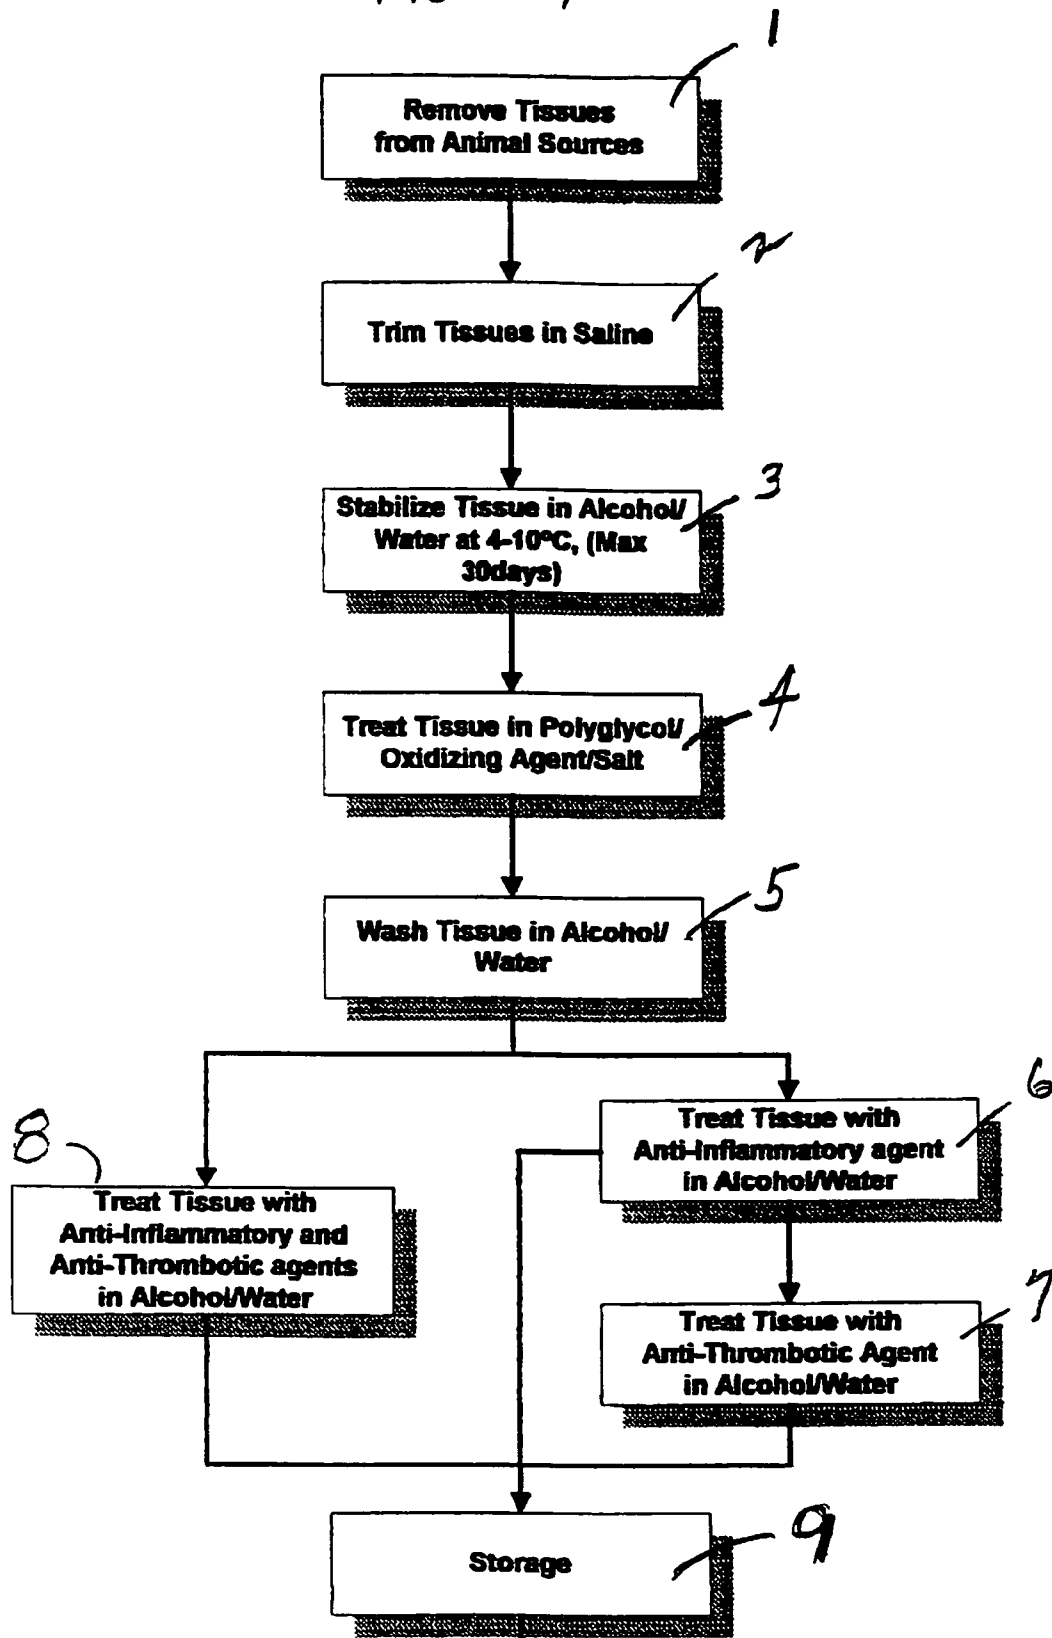 1
Remove Tissues
from Animal Sources
2
Trim Tissues in Saline
3
Stabilize Tissue in Alcohol/
Water at 4-10ºC, (Max
30days)
4
Treat Tissue in Polyglycol/
Oxidizing Agent/Salt
5
Wash Tissue in Alcohol/
Water
6
Treat Tissue with
Anti-Inflammatory agent
in Alcohol/Water
8
Treat Tissue with
Anti-Inflammatory and
Anti-Thrombotic agents
in Alcohol/Water
7
Treat Tissue with
Anti-Thrombotic Agent
in Alcohol/Water
9
Storage